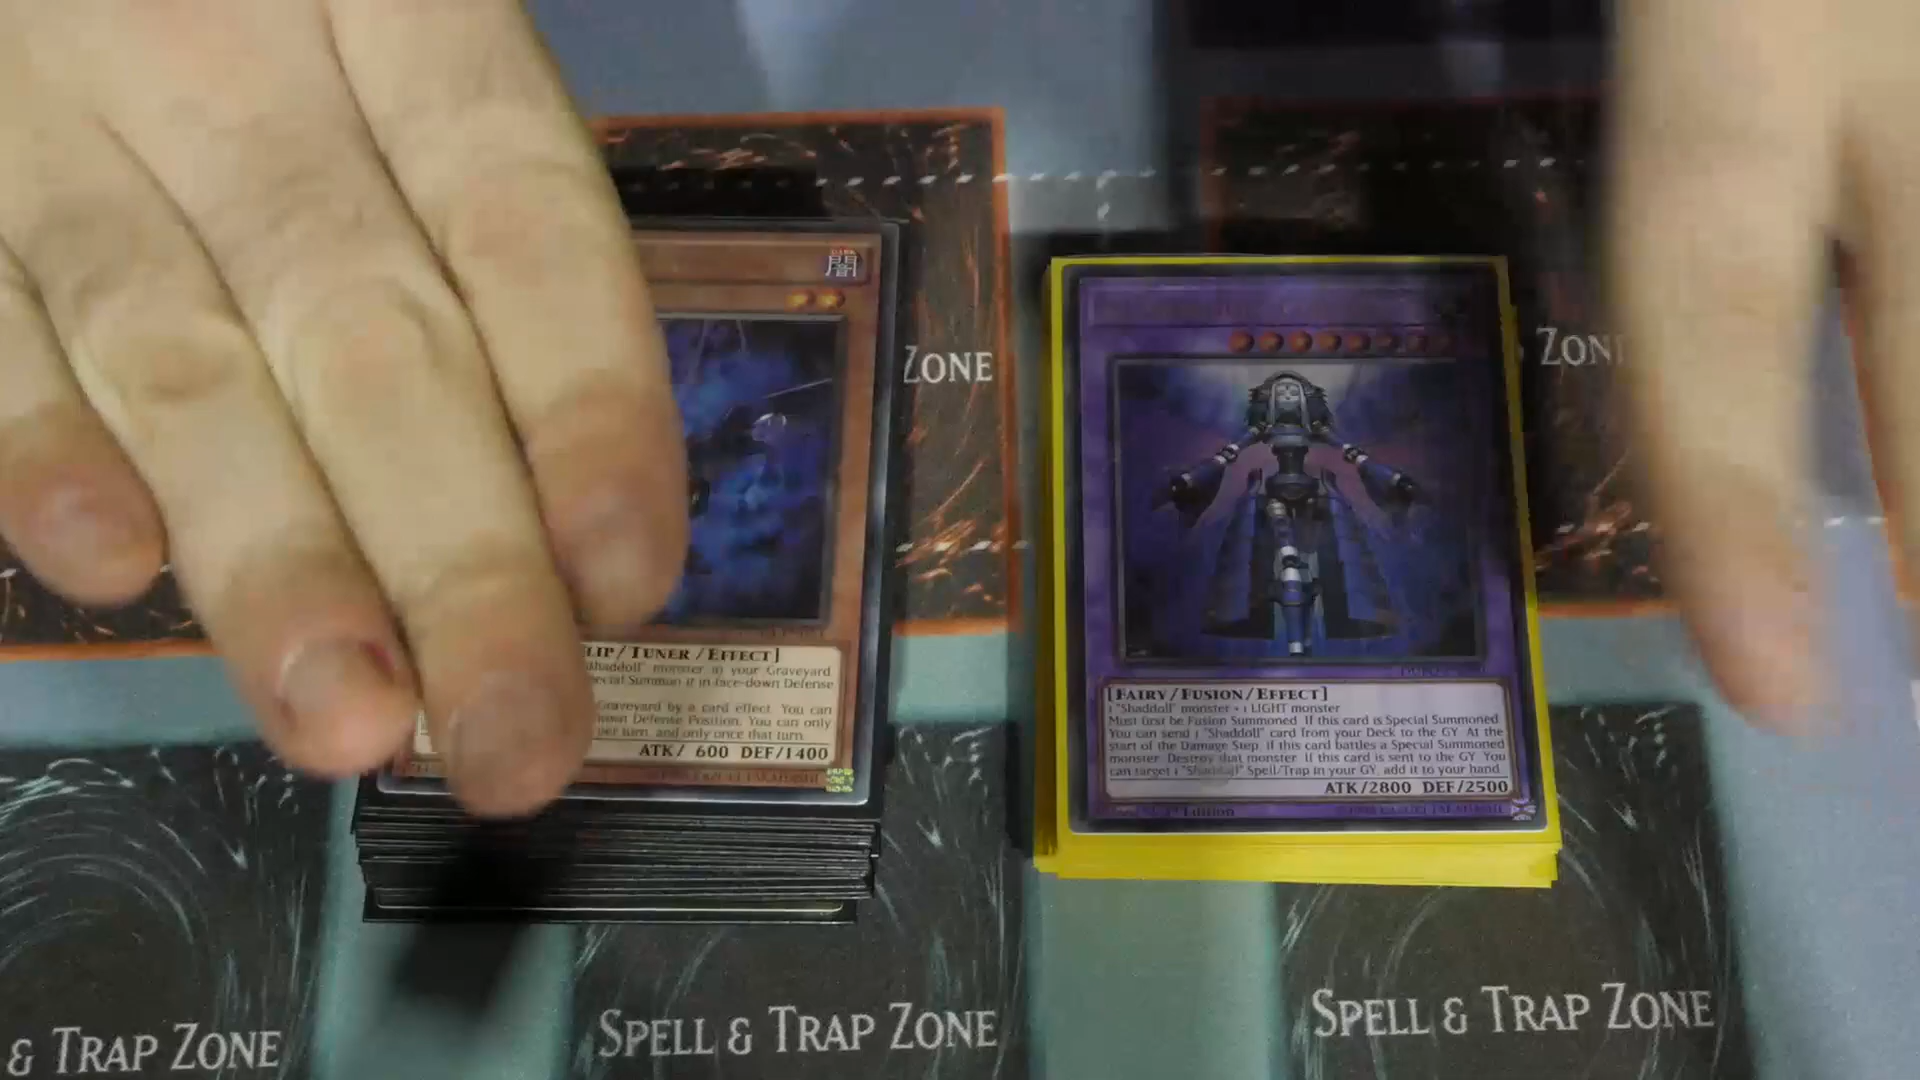 闇
ZONE
ZON
LIP / TUNER / EFFECT ]
Shaddoll" monster in your Graveyard
ecial Summon it in face-down Defense
Graveyard by a card effect. You can
down Defense Position. You can only
per turn, and only once that turn.
ATK/ 600 DEF/1400
[ FAIRY / FUSION / EFFECT ]
1 "Shaddoll" monster + 1 LIGHT monster
Must first be Fusion Summoned. If this card is Special Summoned
You can send 1 "Shaddoll" card from your Deck to the GY. At the
start of the Damage Step, if this card battles a Special Summoned
monster: Destroy that monster. If this card is sent to the GY: You
can target 1 "Shaddoll" Spell/Trap in your GY; add it to your hand.
ATK/2800 DEF/2500
1st Edition
& TRAP ZONE
SPELL & TRAP ZONE
SPELL & TRAP ZONE